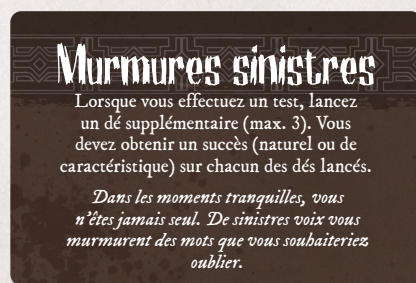 Murmures sinistres
Lorsque vous effectuez un test, lancez
un dé supplémentaire (max. 3). Vous
devez obtenir un succès (naturel ou de
caractéristique) sur chacun des dés lancés.
Dans les moments tranquilles, vous
n'êtes jamais seul. De sinistres voix vous
murmurent des mots que vous souhaiteriez
oublier.